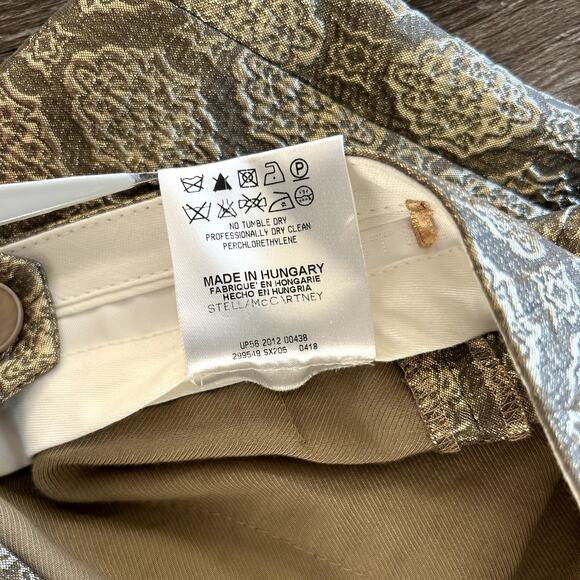 NO TUMBLE DRY
PROFESSIONALLY DRY CLEAN
PERCHLORETHYLENE
MADE IN HUNGARY
FABRIQUE' EN HONGARIE
HECHO EN HUNGRIA
STELLA McCARTNEY
UP56 2012 00438
299549 SX205 0418